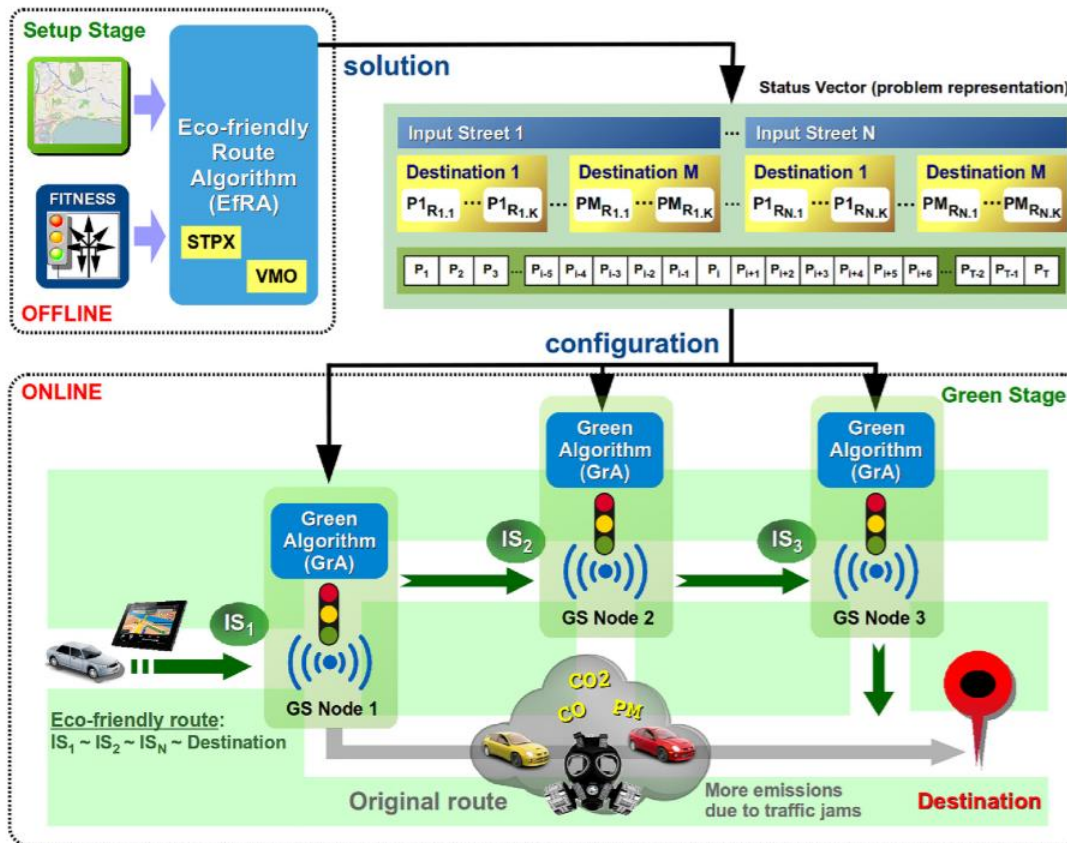 Setup Stage
Eco-friendly
Route
Algorithm
(EfRA)
STPX
VMO
FITNESS
OFFLINE
solution
Status Vector (problem representation)
Input Street 1 ... Input Street N
Destination 1 Destination M Destination 1 Destination M
P1R1.1 ... P1R1.K ... PMR1.1 ... PMR1.K P1RN.1 ... P1RN.K ... PMRN.1 ... PMRN.K
P1 P2 P3 ... Pi-5 Pi-4 Pi-3 Pi-2 Pi-1 Pi Pi+1 Pi+2 Pi+3 Pi+4 Pi+5 Pi+6 ... PT-2 PT-1 PT
configuration
ONLINE
Green Stage
Green
Algorithm
(GrA)
IS1
GS Node 1
Green
Algorithm
(GrA)
IS2
GS Node 2
Green
Algorithm
(GrA)
IS3
GS Node 3
Eco-friendly route:
IS1 ~ IS2 ~ ISN ~ Destination
CO2
CO PM
Original route
More emissions
due to traffic jams
Destination